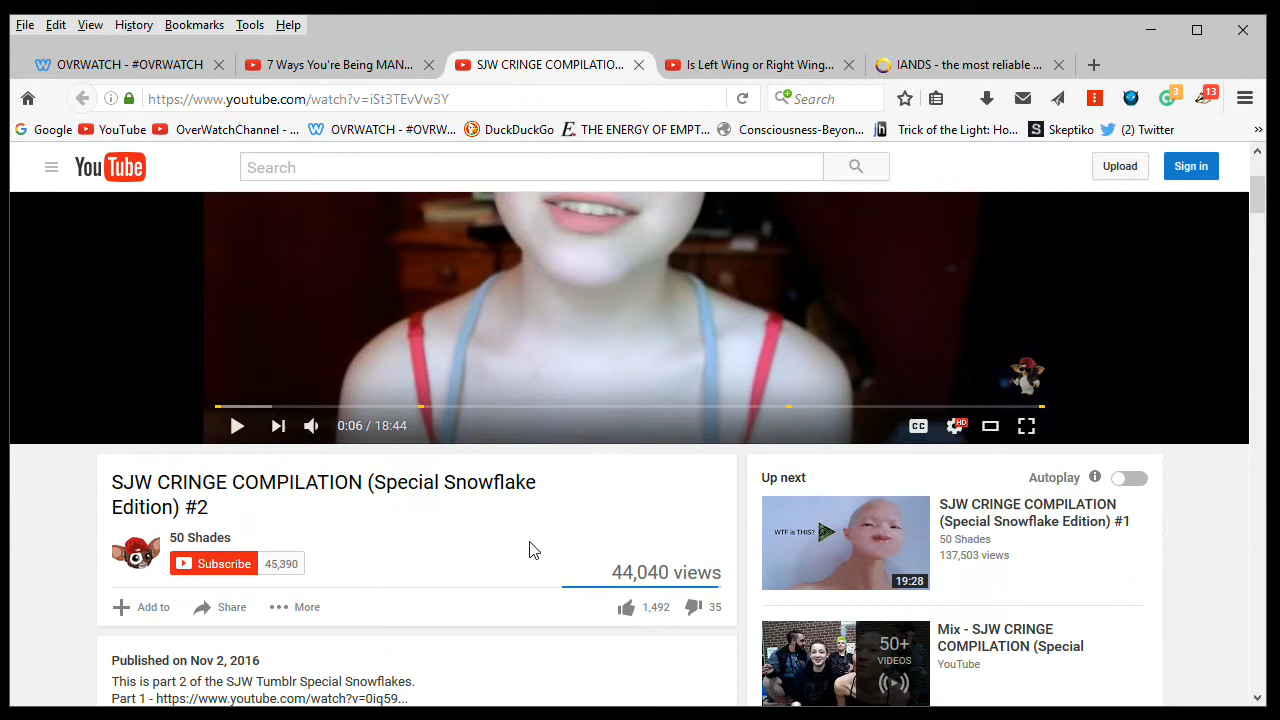 File Edit View History Bookmarks Tools Help
OVRWATCH - #OVRWATCH
7 Ways You're Being MAN...
SJW CRINGE COMPILATIO...
Is Left Wing or Right Wing...
IANDS - the most reliable ...
https://www.youtube.com/watch?v=iSt3TEvVw3Y
Search
3
13
Google YouTube OverWatchChannel - ... OVRWATCH - #OVRW... DuckDuckGo THE ENERGY OF EMPT... Consciousness-Beyon... Trick of the Light: Ho... Skeptiko (2) Twitter »
YouTube
Search
Upload
Sign in
0:06 / 18:44
CC
HD
SJW CRINGE COMPILATION (Special Snowflake
Edition) #2
50 Shades
Subscribe 45,390
44,040 views
Add to Share More
1,492 35
Published on Nov 2, 2016
This is part 2 of the SJW Tumblr Special Snowflakes.
Part 1 - https://www.youtube.com/watch?v=0iq59...
Up next
Autoplay
WTF is THIS?
19:28
SJW CRINGE COMPILATION
(Special Snowflake Edition) #1
50 Shades
137,503 views
50+
VIDEOS
Mix - SJW CRINGE
COMPILATION (Special
YouTube